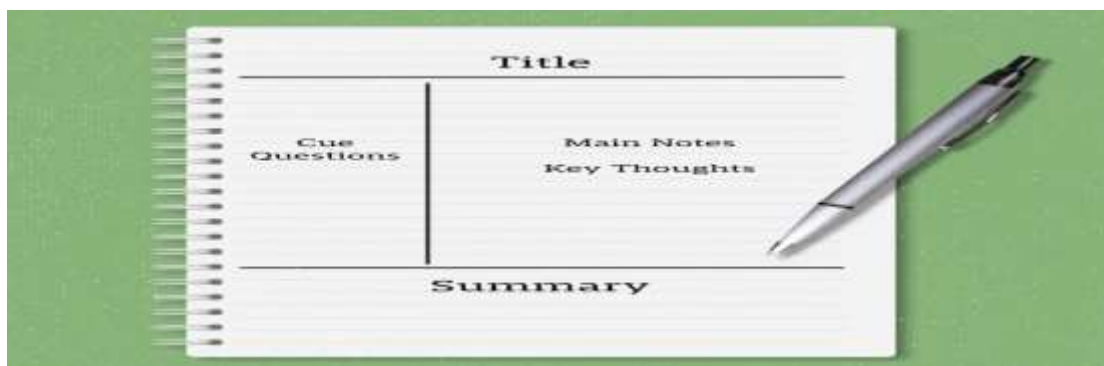 Title
Cue
Questions
Main Notes
Key Thoughts
Summary